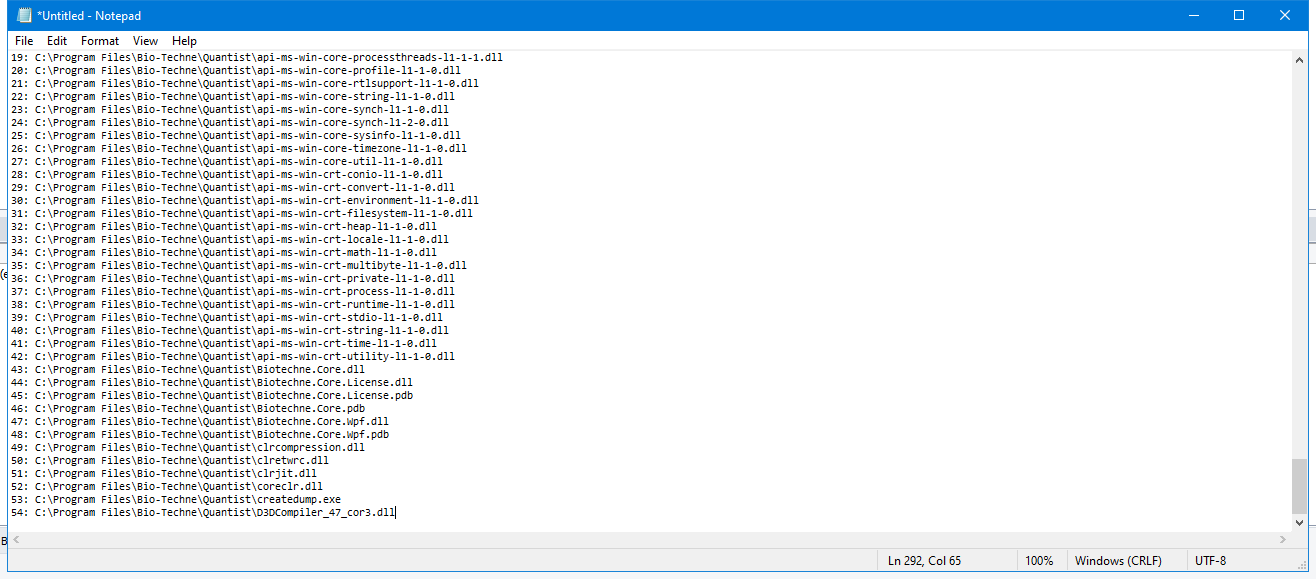 *Untitled - Notepad
File Edit Format View Help
19: C:\Program Files\Bio-Techne\Quantist\api-ms-win-core-processthreads-l1-1-1.dll
20: C:\Program Files\Bio-Techne\Quantist\api-ms-win-core-profile-l1-1-0.dll
21: C:\Program Files\Bio-Techne\Quantist\api-ms-win-core-rtlsupport-l1-1-0.dll
22: C:\Program Files\Bio-Techne\Quantist\api-ms-win-core-string-l1-1-0.dll
23: C:\Program Files\Bio-Techne\Quantist\api-ms-win-core-synch-l1-1-0.dll
24: C:\Program Files\Bio-Techne\Quantist\api-ms-win-core-synch-l1-2-0.dll
25: C:\Program Files\Bio-Techne\Quantist\api-ms-win-core-sysinfo-l1-1-0.dll
26: C:\Program Files\Bio-Techne\Quantist\api-ms-win-core-timezone-l1-1-0.dll
27: C:\Program Files\Bio-Techne\Quantist\api-ms-win-core-util-l1-1-0.dll
28: C:\Program Files\Bio-Techne\Quantist\api-ms-win-crt-conio-l1-1-0.dll
29: C:\Program Files\Bio-Techne\Quantist\api-ms-win-crt-convert-l1-1-0.dll
30: C:\Program Files\Bio-Techne\Quantist\api-ms-win-crt-environment-l1-1-0.dll
31: C:\Program Files\Bio-Techne\Quantist\api-ms-win-crt-filesystem-l1-1-0.dll
32: C:\Program Files\Bio-Techne\Quantist\api-ms-win-crt-heap-l1-1-0.dll
33: C:\Program Files\Bio-Techne\Quantist\api-ms-win-crt-locale-l1-1-0.dll
34: C:\Program Files\Bio-Techne\Quantist\api-ms-win-crt-math-l1-1-0.dll
35: C:\Program Files\Bio-Techne\Quantist\api-ms-win-crt-multibyte-l1-1-0.dll
36: C:\Program Files\Bio-Techne\Quantist\api-ms-win-crt-private-l1-1-0.dll
37: C:\Program Files\Bio-Techne\Quantist\api-ms-win-crt-process-l1-1-0.dll
38: C:\Program Files\Bio-Techne\Quantist\api-ms-win-crt-runtime-l1-1-0.dll
39: C:\Program Files\Bio-Techne\Quantist\api-ms-win-crt-stdio-l1-1-0.dll
40: C:\Program Files\Bio-Techne\Quantist\api-ms-win-crt-string-l1-1-0.dll
41: C:\Program Files\Bio-Techne\Quantist\api-ms-win-crt-time-l1-1-0.dll
42: C:\Program Files\Bio-Techne\Quantist\api-ms-win-crt-utility-l1-1-0.dll
43: C:\Program Files\Bio-Techne\Quantist\Biotechne.Core.dll
44: C:\Program Files\Bio-Techne\Quantist\Biotechne.Core.License.dll
45: C:\Program Files\Bio-Techne\Quantist\Biotechne.Core.License.pdb
46: C:\Program Files\Bio-Techne\Quantist\Biotechne.Core.pdb
47: C:\Program Files\Bio-Techne\Quantist\Biotechne.Core.Wpf.dll
48: C:\Program Files\Bio-Techne\Quantist\Biotechne.Core.Wpf.pdb
49: C:\Program Files\Bio-Techne\Quantist\clrcompression.dll
50: C:\Program Files\Bio-Techne\Quantist\clretwrc.dll
51: C:\Program Files\Bio-Techne\Quantist\clrjit.dll
52: C:\Program Files\Bio-Techne\Quantist\coreclr.dll
53: C:\Program Files\Bio-Techne\Quantist\createdump.exe
54: C:\Program Files\Bio-Techne\Quantist\D3DCompiler_47_cor3.dll
Ln 292, Col 65 100% Windows (CRLF) UTF-8